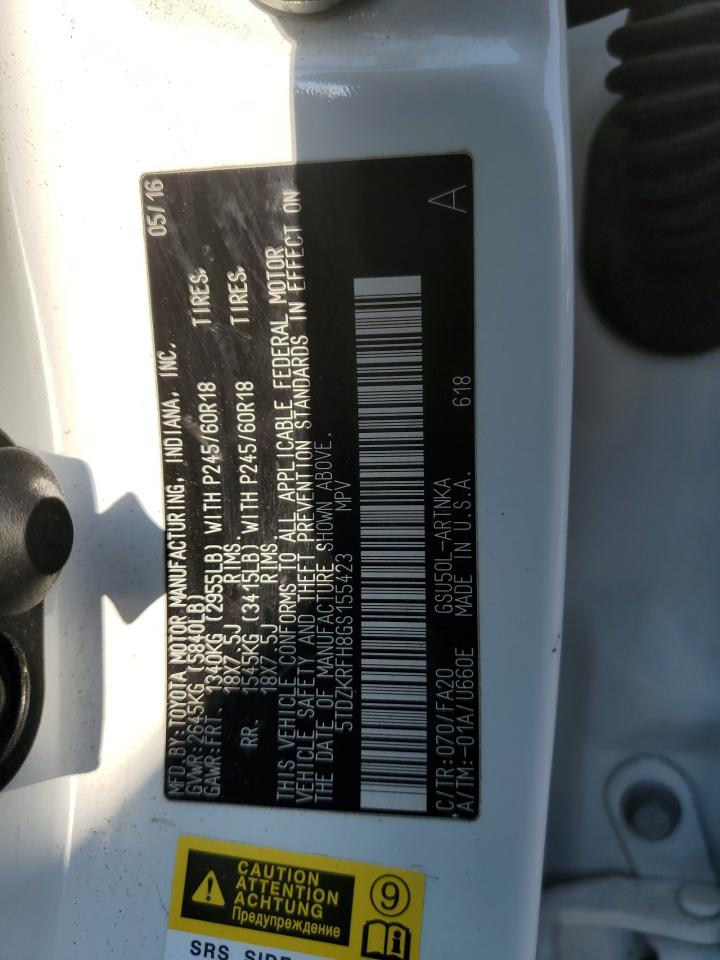 MFD. BY: TOYOTA MOTOR MANUFACTURING, INDIANA, INC. 05/16
GVWR: 2645KG (5840LB)
GAWR: FRT. 1340KG (2955LB) WITH P245/60R18 TIRES,
18X7.5J RIMS.
RR. 1545KG (3415LB) WITH P245/60R18 TIRES,
18X7.5J RIMS.
THIS VEHICLE CONFORMS TO ALL APPLICABLE FEDERAL MOTOR
VEHICLE SAFETY AND THEFT PREVENTION STANDARDS IN EFFECT ON
THE DATE OF MANUFACTURE SHOWN ABOVE.
5TDZKRFH8GS155423 MPV
C/TR: 070/FA20 GSU50L-ARTNKA A
A/TM: -01A/U660E MADE IN U.S.A. 618
CAUTION
ATTENTION
ACHTUNG
Предупреждение
9
SRS SIDE